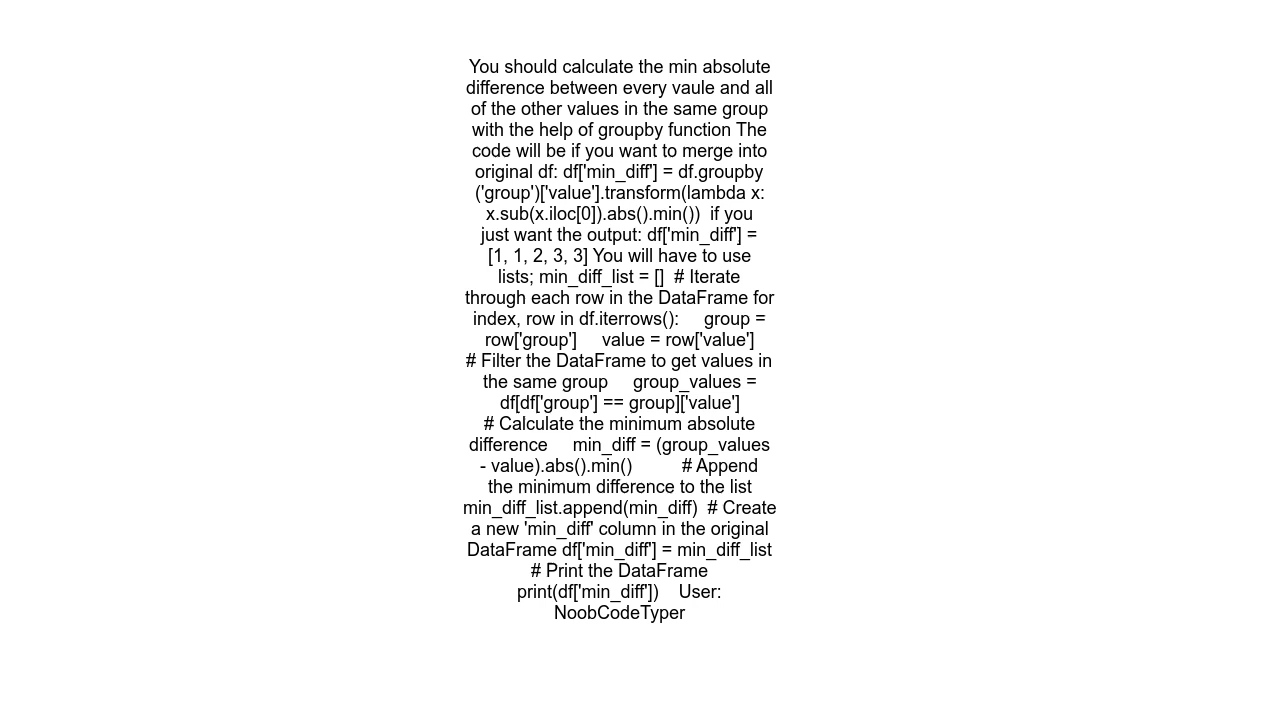 You should calculate the min absolute
difference between every vaule and all
of the other values in the same group
with the help of groupby function The
code will be if you want to merge into
original df: df['min_diff'] = df.groupby
('group')['value'].transform(lambda x:
x.sub(x.iloc[0]).abs().min())  if you
just want the output: df['min_diff'] =
[1, 1, 2, 3, 3] You will have to use
lists; min_diff_list = []  # Iterate
through each row in the DataFrame for
index, row in df.iterrows():     group =
row['group']     value = row['value']
# Filter the DataFrame to get values in
the same group     group_values =
df[df['group'] == group]['value']
# Calculate the minimum absolute
difference     min_diff = (group_values
- value).abs().min()          # Append
the minimum difference to the list
min_diff_list.append(min_diff)  # Create
a new 'min_diff' column in the original
DataFrame df['min_diff'] = min_diff_list
# Print the DataFrame
print(df['min_diff'])    User:
NoobCodeTyper